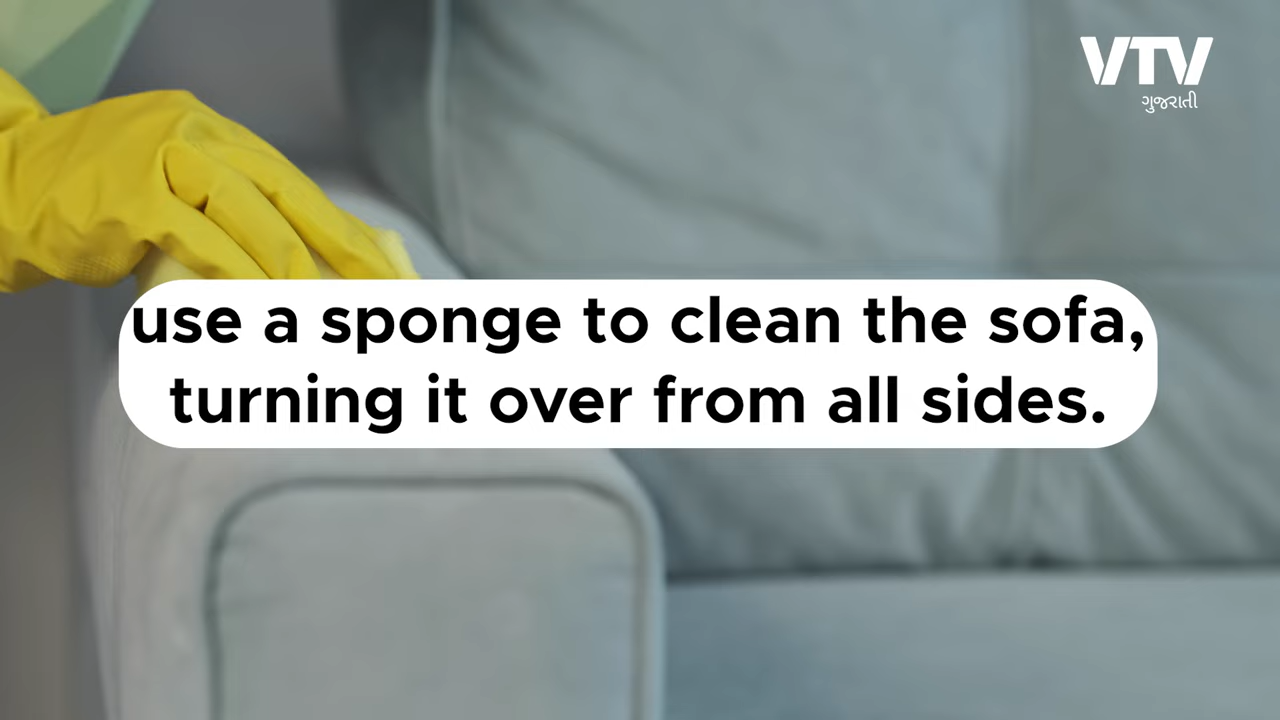 VTV
ગુજરાતી
use a sponge to clean the sofa,
turning it over from all sides.